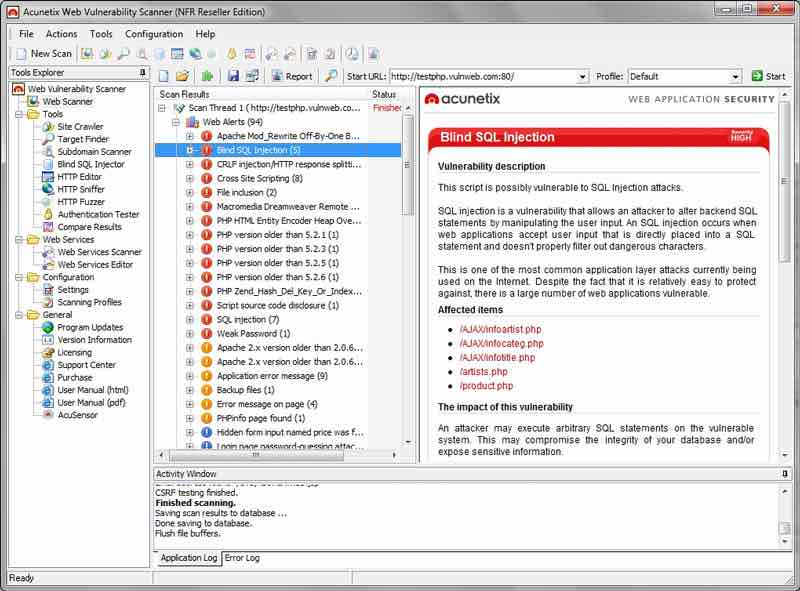 Acunetix Web Vulnerability Scanner (NFR Reseller Edition)
File Actions Tools Configuration Help
New Scan
Tools Explorer
Web Vulnerability Scanner
Web Scanner
Tools
Site Crawler
Target Finder
Subdomain Scanner
Blind SQL Injector
HTTP Editor
HTTP Sniffer
HTTP Fuzzer
Authentication Tester
Compare Results
Web Services
Web Services Scanner
Web Services Editor
Configuration
Settings
Scanning Profiles
General
Program Updates
Version Information
Licensing
Support Center
Purchase
User Manual (html)
User Manual (pdf)
AcuSensor
Report
Start URL: http://testphp.vulnweb.com:80/
Profile: Default
Start
Scan Results Status
Scan Thread 1 ( http://testphp.vulnweb.co... Finished
Web Alerts (94)
Apache Mod_Rewrite Off-By-One B...
Blind SQL Injection (5)
CRLF injection/HTTP response splitti...
Cross Site Scripting (8)
File inclusion (2)
Macromedia Dreamweaver Remote ...
PHP HTML Entity Encoder Heap Ove...
PHP version older than 5.2.1 (1)
PHP version older than 5.2.3 (1)
PHP version older than 5.2.5 (1)
PHP version older than 5.2.6 (1)
PHP Zend_Hash_Del_Key_Or_Index...
Script source code disclosure (1)
SQL injection (7)
Weak Password (1)
Apache 2.x version older than 2.0.6...
Apache 2.x version older than 2.0.6...
Application error message (9)
Backup files (1)
Error message on page (4)
PHPinfo page found (1)
Hidden form input named price was f...
Login page password-guessing attac...
acunetix WEB APPLICATION SECURITY
Blind SQL Injection
Severity
HIGH
Vulnerability description
This script is possibly vulnerable to SQL Injection attacks.
SQL injection is a vulnerability that allows an attacker to alter backend SQL
statements by manipulating the user input. An SQL injection occurs when
web applications accept user input that is directly placed into a SQL
statement and doesn't properly filter out dangerous characters.
This is one of the most common application layer attacks currently being
used on the Internet. Despite the fact that it is relatively easy to protect
against, there is a large number of web applications vulnerable.
Affected items
/AJAX/infoartist.php
/AJAX/infocateg.php
/AJAX/infotitle.php
/artists.php
/product.php
The impact of this vulnerability
An attacker may execute arbitrary SQL statements on the vulnerable
system. This may compromise the integrity of your database and/or
expose sensitive information.
Activity Window
CSRF testing finished.
Finished scanning.
Saving scan results to database ...
Done saving to database.
Flush file buffers.
Application Log Error Log
Ready